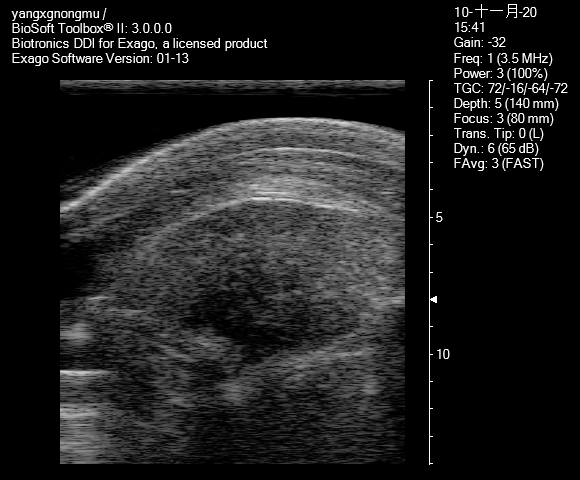 yangxgnongmu /
BioSoft Toolbox® II: 3.0.0.0
Biotronics DDI for Exago, a licensed product
Exago Software Version: 01-13
10-十一月-20
15:41
Gain: -32
Freq: 1 (3.5 MHz)
Power: 3 (100%)
TGC: 72/-16/-64/-72
Depth: 5 (140 mm)
Focus: 3 (80 mm)
Trans. Tip: 0 (L)
Dyn.: 6 (65 dB)
FAvg: 3 (FAST)
5
10